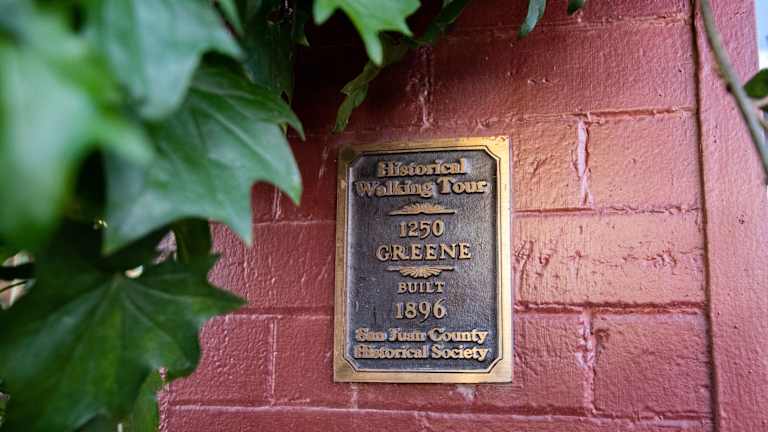 Historical
Walking Tour
1250
GREENE
BUILT
1896
San Juan County
Historical Society